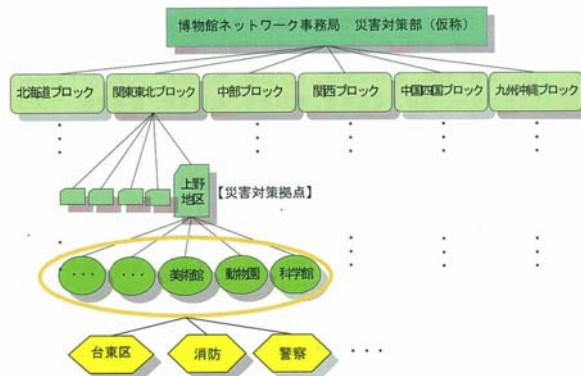 博物館ネットワーク事務局 災害対策部（仮称）
北海道ブロック 関東東北ブロック 中部ブロック 関西ブロック 中国四国ブロック 九州沖縄ブロック
上野
地区
【災害対策拠点】
・・・ ・・・ 美術館 動物園 科学館
台東区 消防 警察 ・・・